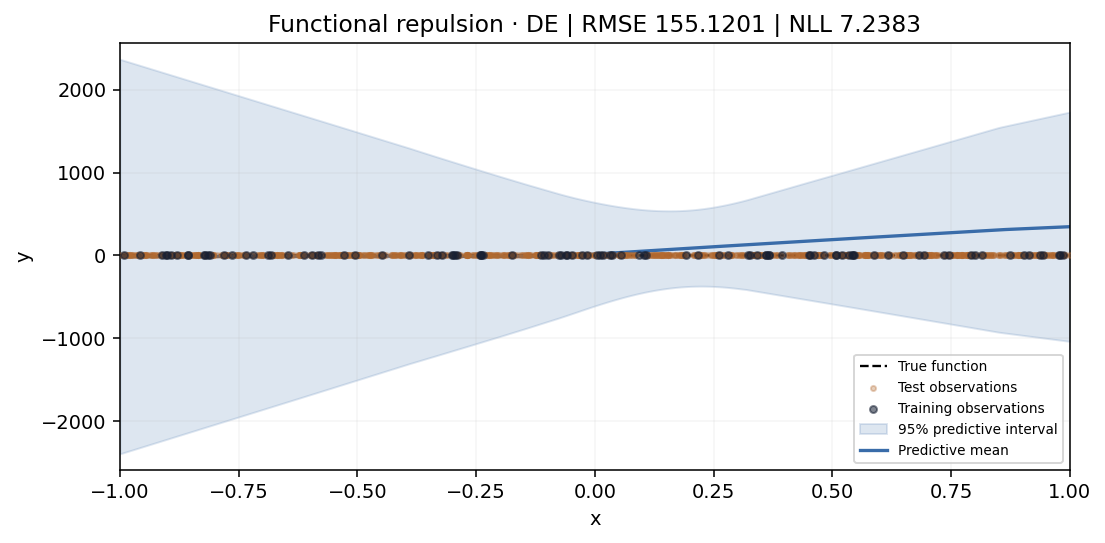 Functional repulsion · DE | RMSE 155.1201 | NLL 7.2383
y
2000
1000
0
−1000
−2000
True function
Test observations
Training observations
95% predictive interval
Predictive mean
−1.00 −0.75 −0.50 −0.25 0.00 0.25 0.50 0.75 1.00
x